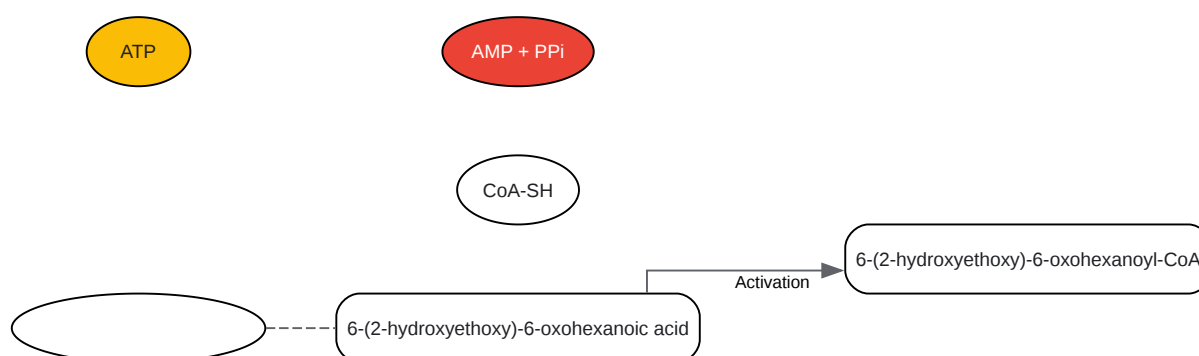 ATP
AMP + PPi
CoA-SH
6-(2-hydroxyethoxy)-6-oxohexanoyl-CoA
Activation
6-(2-hydroxyethoxy)-6-oxohexanoic acid